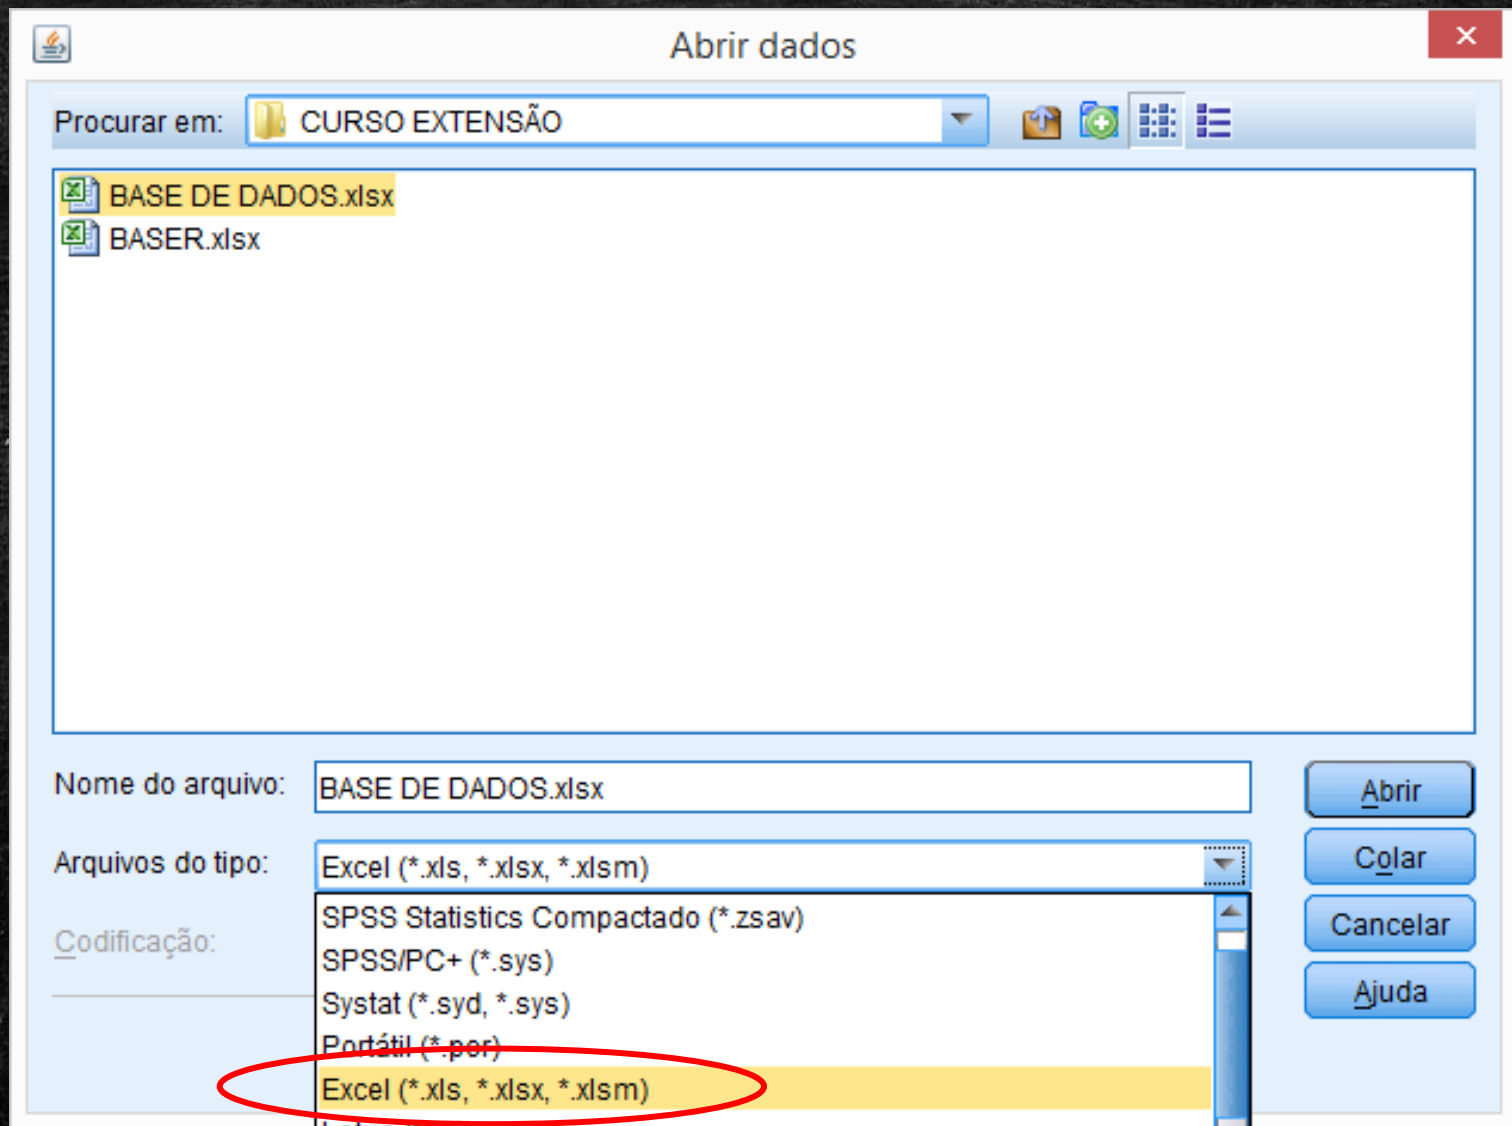 Abrir dados
Procurar em: CURSO EXTENSÃO
BASE DE DADOS.xlsx
BASER.xlsx
Nome do arquivo: BASE DE DADOS.xlsx
Abrir
Arquivos do tipo: Excel (*.xls, *.xlsx, *.xlsm)
Colar
SPSS Statistics Compactado (*.zsav)
Cancelar
Codificação:
SPSS/PC+ (*.sys)
Systat (*.syd, *.sys)
Ajuda
Portátil (*.por)
Excel (*.xls, *.xlsx, *.xlsm)